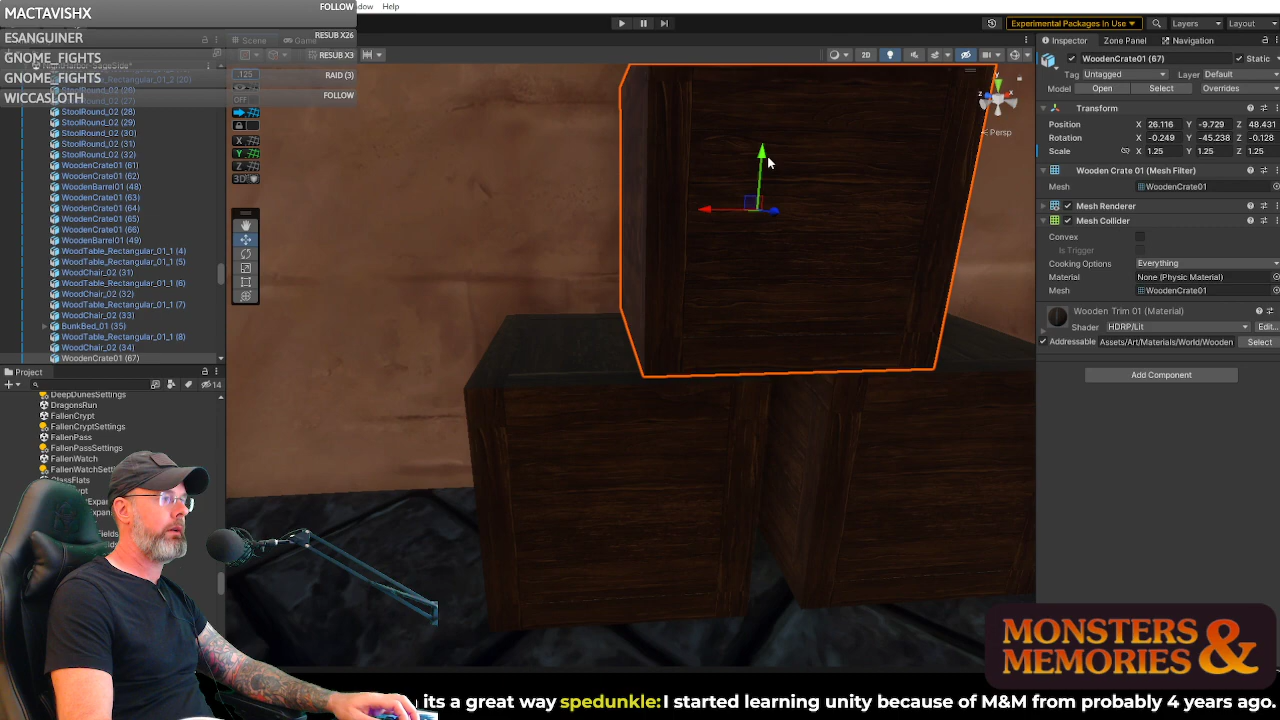 MACTAVISHX
FOLLOW
ESANGUINER
RESUB X26
GNOME_FIGHTS
RESUB X3
GNOME_FIGHTS
RAID (3)
WICCASLOTH
FOLLOW
Help
Experimental Packages In Use
Layers
Layout
2D
.125
OFF
X
Y
Z
3D
StoolRound_02 (28)
StoolRound_02 (29)
StoolRound_02 (30)
StoolRound_02 (31)
StoolRound_02 (32)
WoodenCrate01 (61)
WoodenCrate01 (62)
WoodenBarrel01 (48)
WoodenCrate01 (63)
WoodenCrate01 (64)
WoodenCrate01 (65)
WoodenCrate01 (66)
WoodenBarrel01 (49)
WoodTable_Rectangular_01_1 (4)
WoodTable_Rectangular_01_1 (5)
WoodChair_02 (31)
WoodTable_Rectangular_01_1 (6)
WoodChair_02 (32)
WoodTable_Rectangular_01_1 (7)
WoodChair_02 (33)
BunkBed_01 (35)
WoodTable_Rectangular_01_1 (8)
WoodChair_02 (34)
WoodenCrate01 (67)
Project
14
DeepDunesSettings
DragonsRun
FallenCrypt
FallenCryptSettings
FallenPass
FallenPassSettings
FallenWatch
Persp
Inspector
Zone Panel
Navigation
WoodenCrate01 (67)
Static
Tag Untagged
Layer Default
Model Open Select Overrides
Transform
Position X 26.116 Y -9.729 Z 48.431
Rotation X -0.249 Y -45.238 Z -0.128
Scale X 1.25 Y 1.25 Z 1.25
Wooden Crate 01 (Mesh Filter)
Mesh WoodenCrate01
Mesh Renderer
Mesh Collider
Convex
Is Trigger
Cooking Options Everything
Material None (Physic Material)
Mesh WoodenCrate01
Wooden Trim 01 (Material)
Shader HDRP/Lit Edit...
Addressable Assets/Art/Materials/World/Wooden Select
Add Component
MONSTERS
& MEMORIES
its a great way spedunkle: I started learning unity because of M&M from probably 4 years ago.